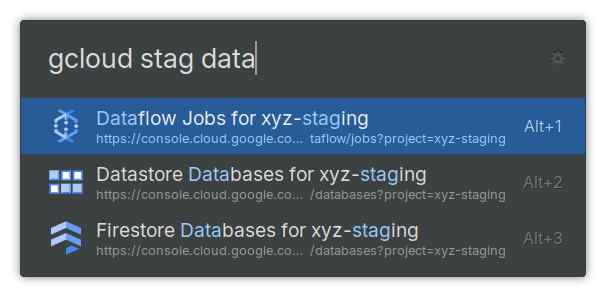 gcloud stag data
Dataflow Jobs for xyz-staging
https://console.cloud.google.co... taflow/jobs?project=xyz-staging
Alt+1
Datastore Databases for xyz-staging
https://console.cloud.google.co... /databases?project=xyz-staging
Alt+2
Firestore Databases for xyz-staging
https://console.cloud.google.co... /databases?project=xyz-staging
Alt+3